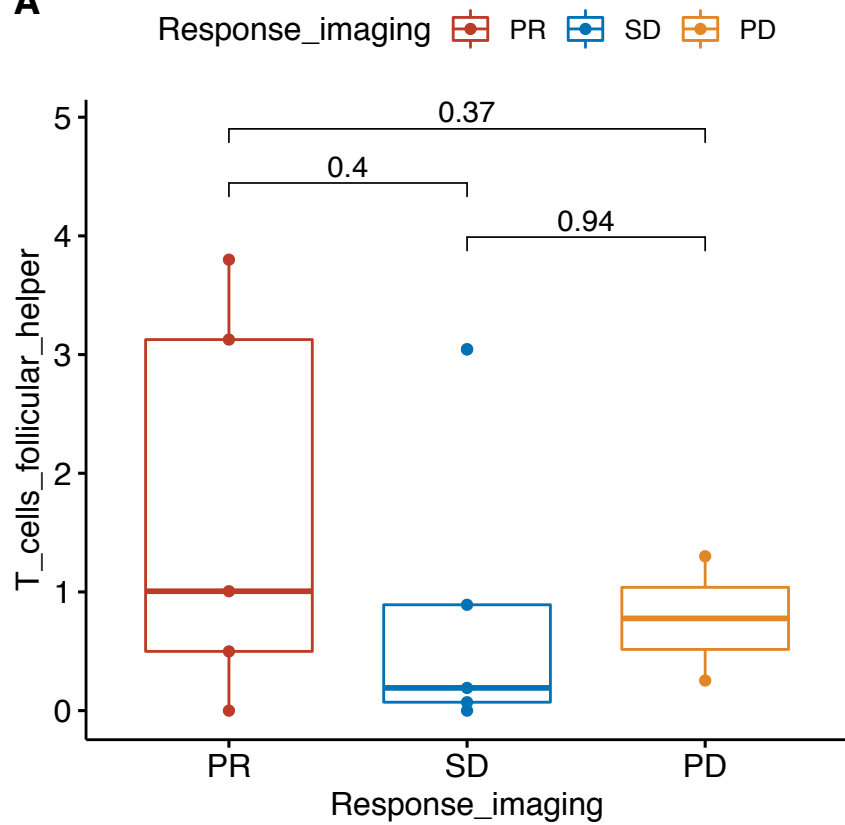 A
Response_imaging PR SD PD
5
0.37
0.4
0.94
4
3
2
1
0
T_cells_follicular_helper
PR SD PD
Response_imaging